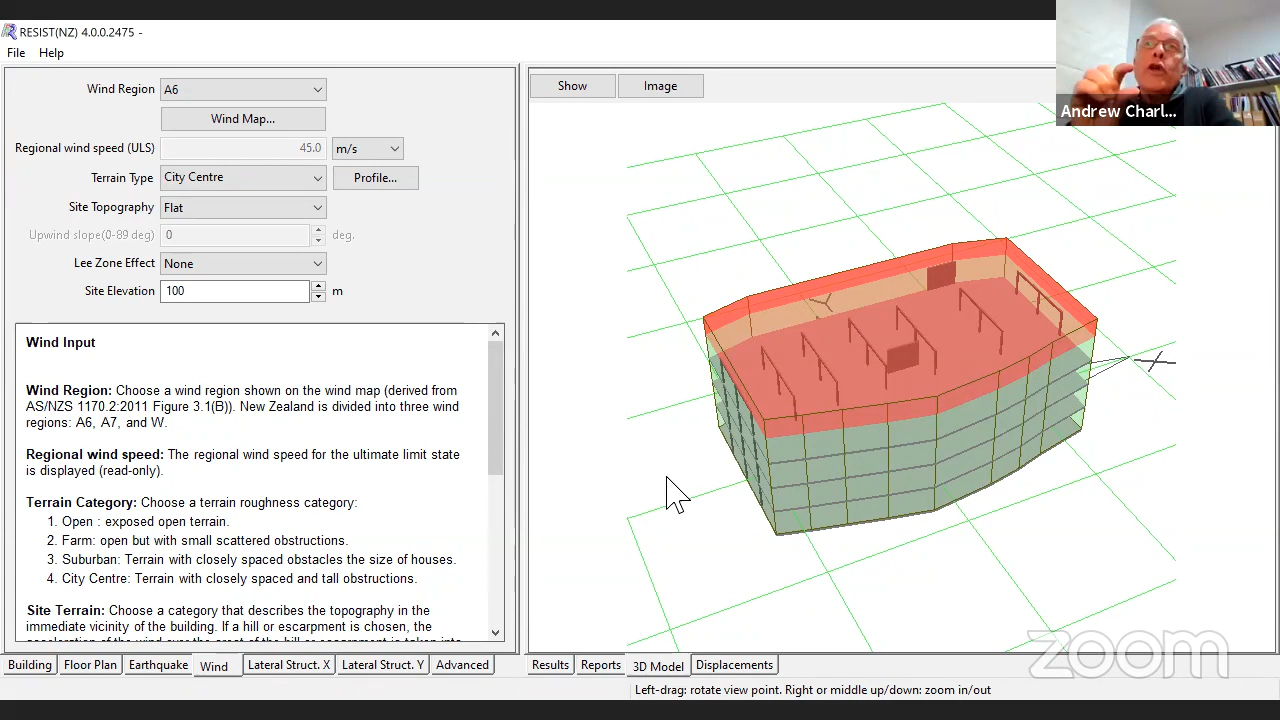 RESIST(NZ) 4.0.0.2475 -
File Help
Wind Region A6
Wind Map...
Regional wind speed (ULS) 45.0 m/s
Terrain Type City Centre Profile...
Site Topography Flat
Upwind slope(0-89 deg) 0 deg.
Lee Zone Effect None
Site Elevation 100 m
Wind Input
Wind Region: Choose a wind region shown on the wind map (derived from
AS/NZS 1170.2:2011 Figure 3.1(B)). New Zealand is divided into three wind
regions: A6, A7, and W.
Regional wind speed: The regional wind speed for the ultimate limit state
is displayed (read-only).
Terrain Category: Choose a terrain roughness category:
1. Open : exposed open terrain.
2. Farm: open but with small scattered obstructions.
3. Suburban: Terrain with closely spaced obstacles the size of houses.
4. City Centre: Terrain with closely spaced and tall obstructions.
Site Terrain: Choose a category that describes the topography in the
immediate vicinity of the building. If a hill or escarpment is chosen, the
Building Floor Plan Earthquake Wind Lateral Struct. X Lateral Struct. Y Advanced
Show Image
Andrew Charl...
X
Y
Results Reports 3D Model Displacements
Left-drag: rotate view point. Right or middle up/down: zoom in/out
zoom